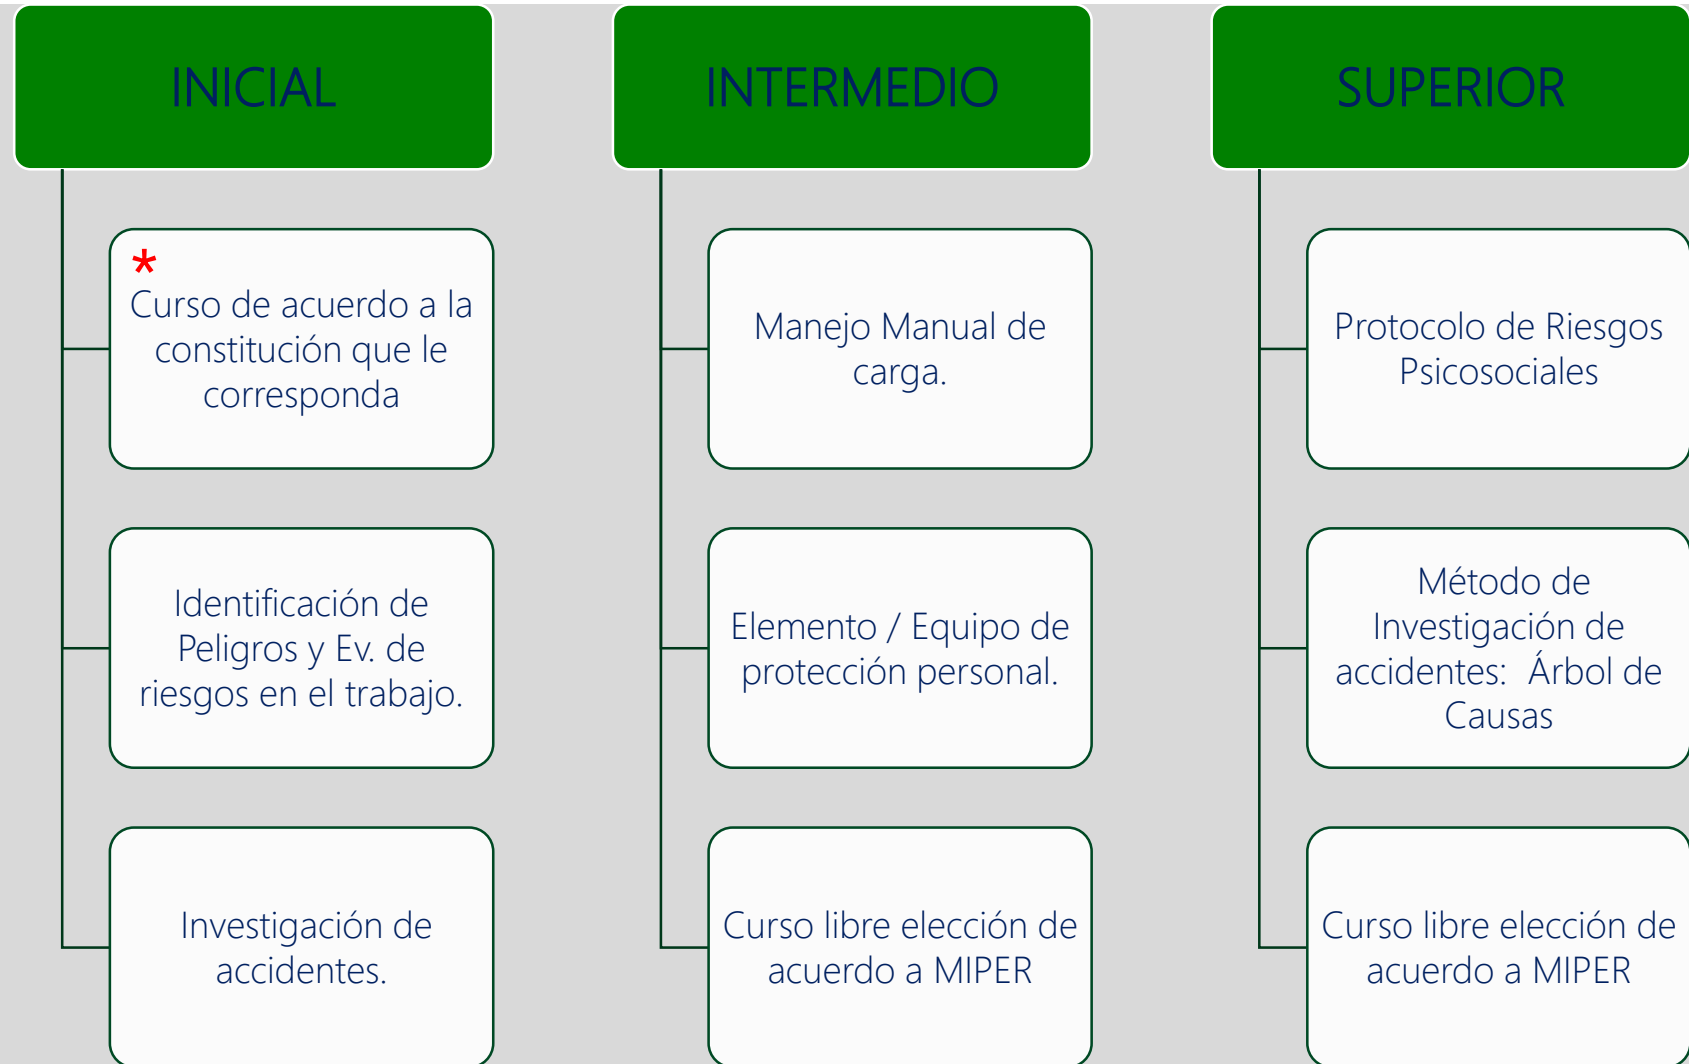 INICIAL
*
Curso de acuerdo a la
constitución que le
corresponda
Identificación de
Peligros y Ev. de
riesgos en el trabajo.
Investigación de
accidentes.
INTERMEDIO
Manejo Manual de
carga.
Elemento / Equipo de
protección personal.
Curso libre elección de
acuerdo a MIPER
SUPERIOR
Protocolo de Riesgos
Psicosociales
Método de
Investigación de
accidentes:  Árbol de
Causas
Curso libre elección de
acuerdo a MIPER